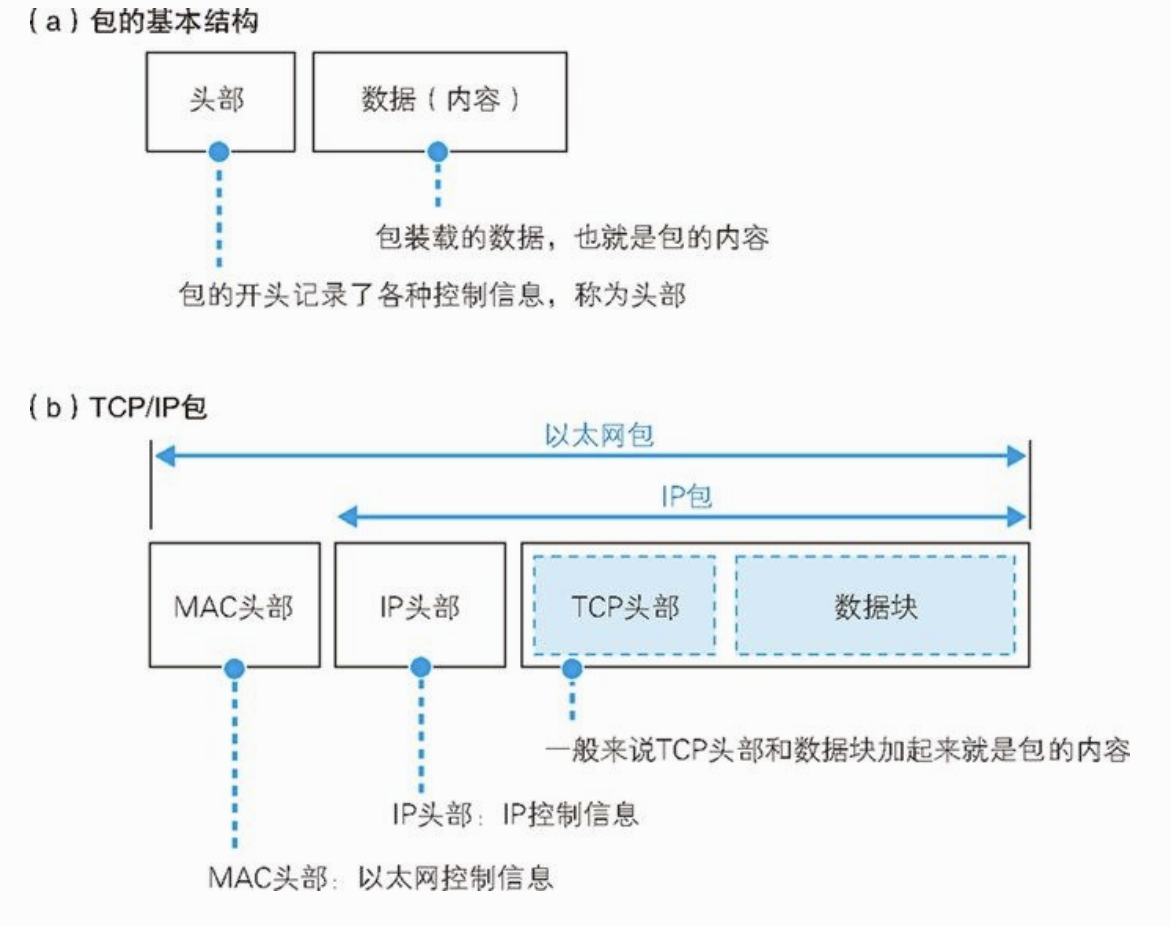 （a）包的基本结构
头部
数据（内容）
包装载的数据，也就是包的内容
包的开头记录了各种控制信息，称为头部
（b）TCP/IP包
以太网包
IP包
MAC头部
IP头部
TCP头部
数据块
一般来说TCP头部和数据块加起来就是包的内容
IP头部：IP控制信息
MAC头部：以太网控制信息